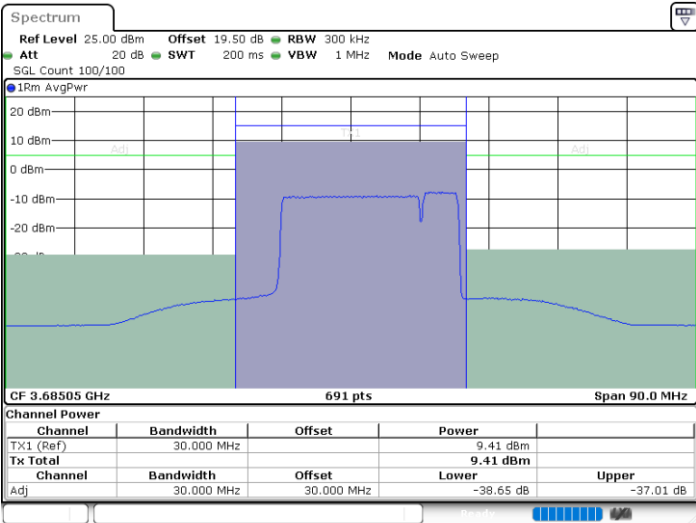 Spectrum
Ref Level 25.00 dBm Offset 19.50 dB RBW 300 kHz
Att 20 dB SWT 200 ms VBW 1 MHz Mode Auto Sweep
SGL Count 100/100
1Rm AvgPwr
20 dBm
TX1
10 dBm
Adj Adj
0 dBm
-10 dBm
-20 dBm
CF 3.68505 GHz 691 pts Span 90.0 MHz
Channel Power
Channel Bandwidth Offset Power
TX1 (Ref) 30.000 MHz 9.41 dBm
Tx Total 9.41 dBm
Channel Bandwidth Offset Lower Upper
Adj 30.000 MHz 30.000 MHz -38.65 dB -37.01 dB
Ready